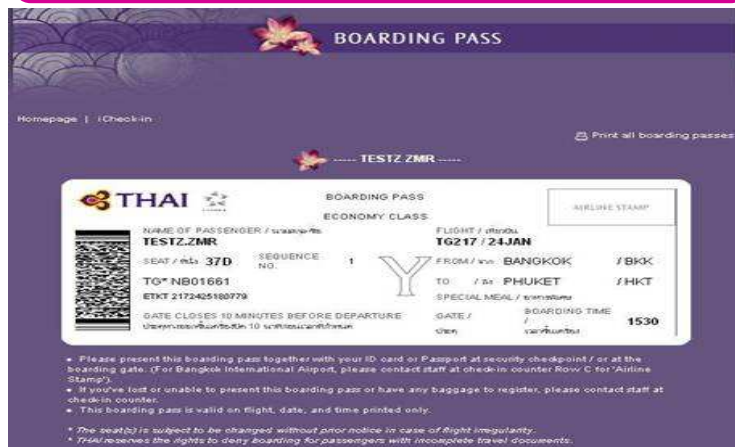 BOARDING PASS
Homepage | iCheck-in
Print all boarding passes
----- TESTZ ZMR -----
THAI
BOARDING PASS
ECONOMY CLASS
AIRLINE STAMP
NAME OF PASSENGER /
FLIGHT /
TESTZ.ZMR
TG217 / 24JAN
SEAT / ที่นั่ง 37D SEQUENCE NO. 1 Y FROM / จาก BANGKOK / BKK
TG* NB01661 TO / ถึง PHUKET / HKT
ETKT 2172425180779 SPECIAL MEAL /
GATE CLOSES 10 MINUTES BEFORE DEPARTURE GATE / BOARDING TIME / 1530
• Please present this boarding pass together with your ID card or Passport at security checkpoint / or at the
boarding gate. (For Bangkok International Airport, please contact staff at check-in counter Row C for 'Airline
Stamp').
• If you've lost or unable to present this boarding pass or have any baggage to register, please contact staff at
check-in counter.
• This boarding pass is valid on flight, date, and time printed only.
* The seat(s) is subject to be changed without prior notice in case of flight irregularity.
* THAI reserves the rights to deny boarding for passengers with incomplete travel documents.